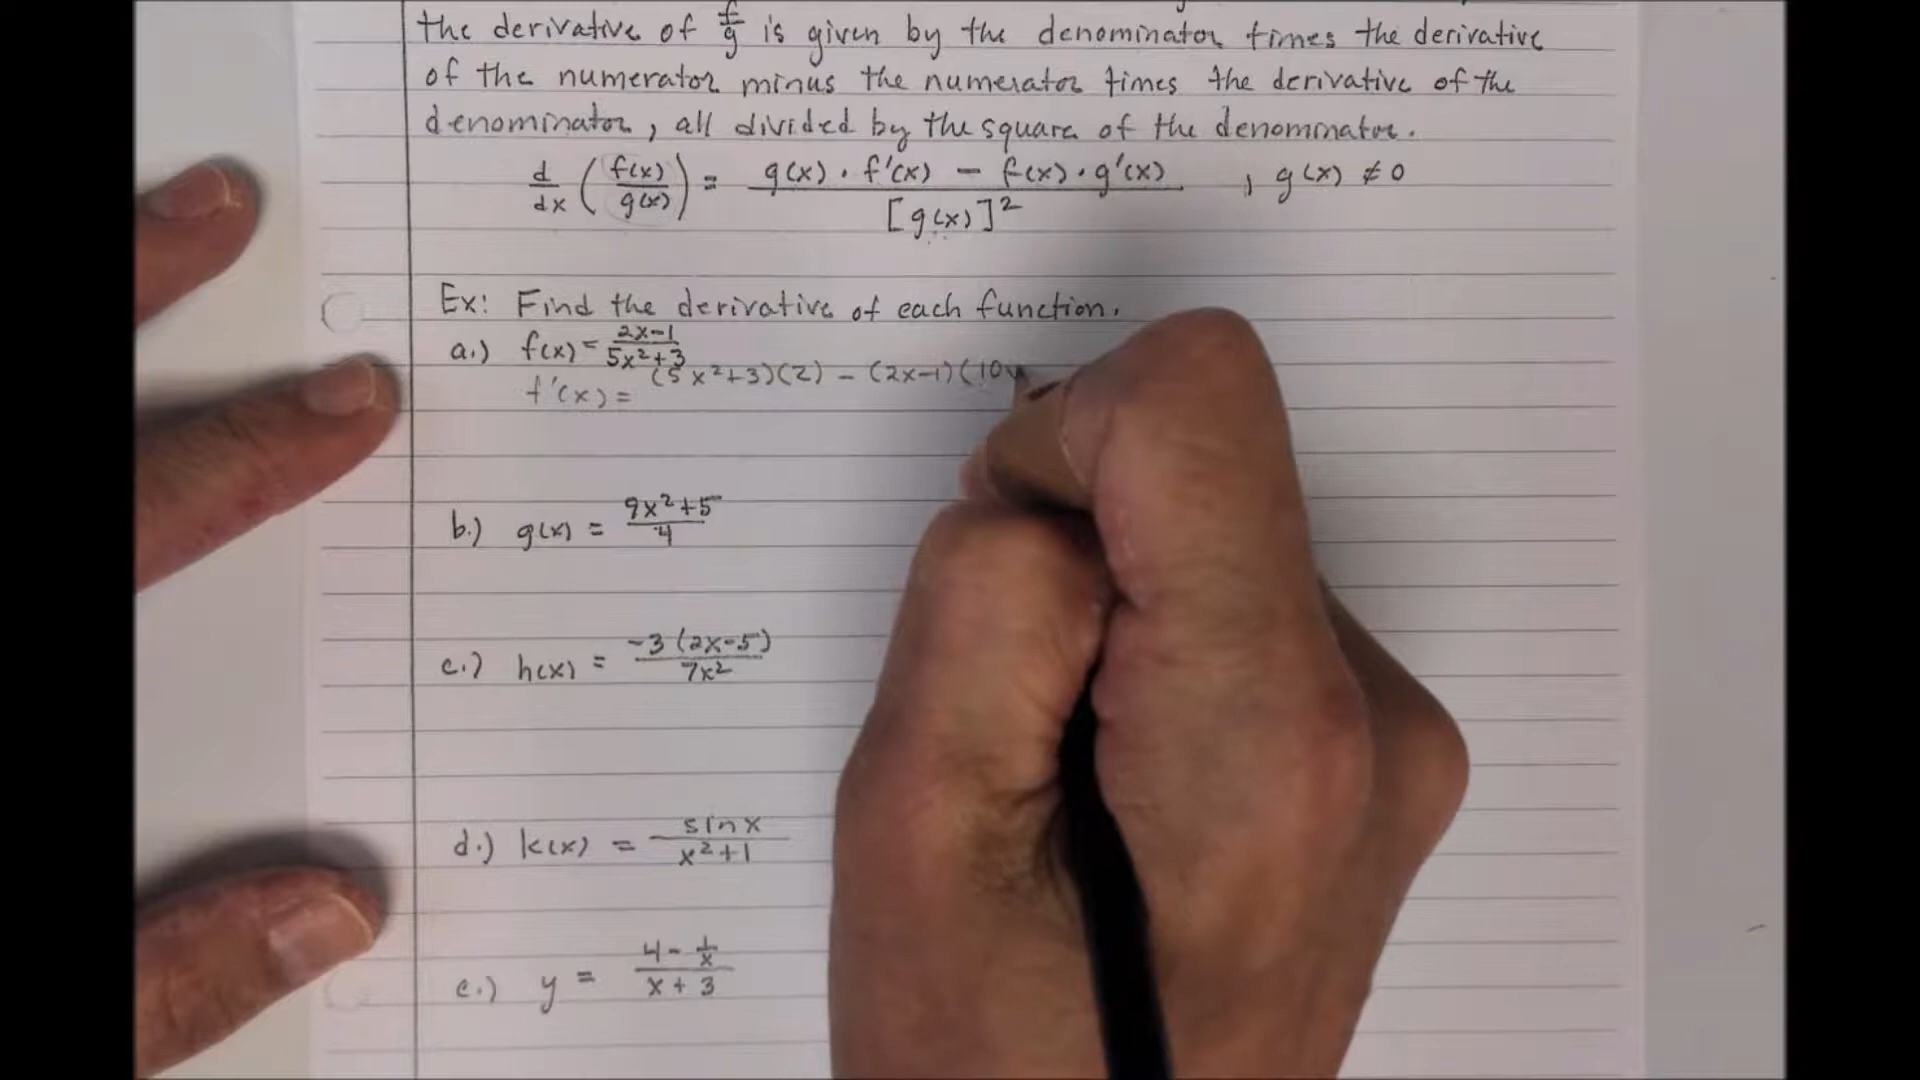 the derivative of f/g is given by the denominator times the derivative
of the numerator minus the numerator times the derivative of the
denominator, all divided by the square of the denominator.
d/dx (f(x)/g(x)) = g(x) · f'(x) - f(x) · g'(x) / [g(x)]² , g(x) ≠ 0
Ex: Find the derivative of each function.
a.) f(x) = 2x-1 / 5x²+3
f'(x) = (5x²+3)(2) - (2x-1)(10x
b.) g(x) = 9x²+5 / 4
c.) h(x) = -3(2x-5) / 7x²
d.) k(x) = sinx / x²+1
e.) y = 4 - 1/x / x + 3